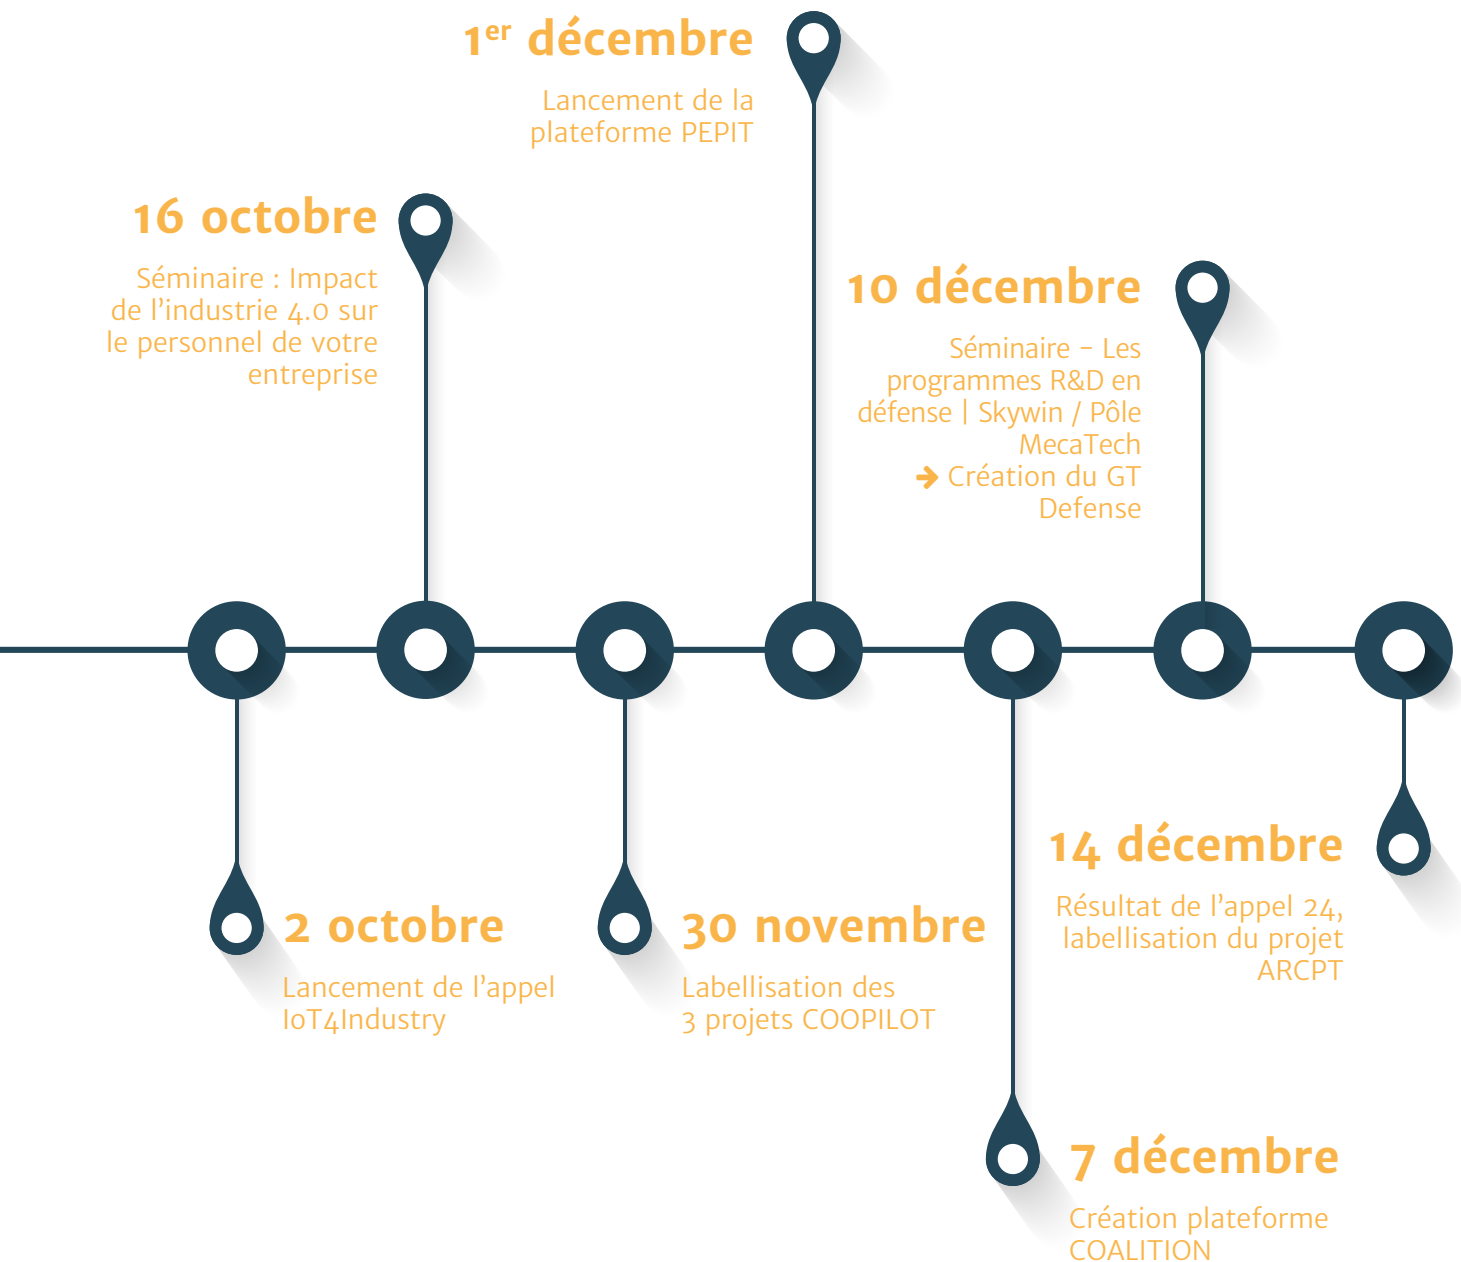 1er décembre
Lancement de la
plateforme PEPIT
16 octobre
Séminaire : Impact
de l’industrie 4.0 sur
le personnel de votre
entreprise
10 décembre
Séminaire - Les
programmes R&D en
défense | Skywin / Pôle
MecaTech
➔ Création du GT
Defense
2 octobre
Lancement de l’appel
IoT4Industry
30 novembre
Labellisation des
3 projets COOPILOT
14 décembre
Résultat de l’appel 24,
labellisation du projet
ARCPT
7 décembre
Création plateforme
COALITION